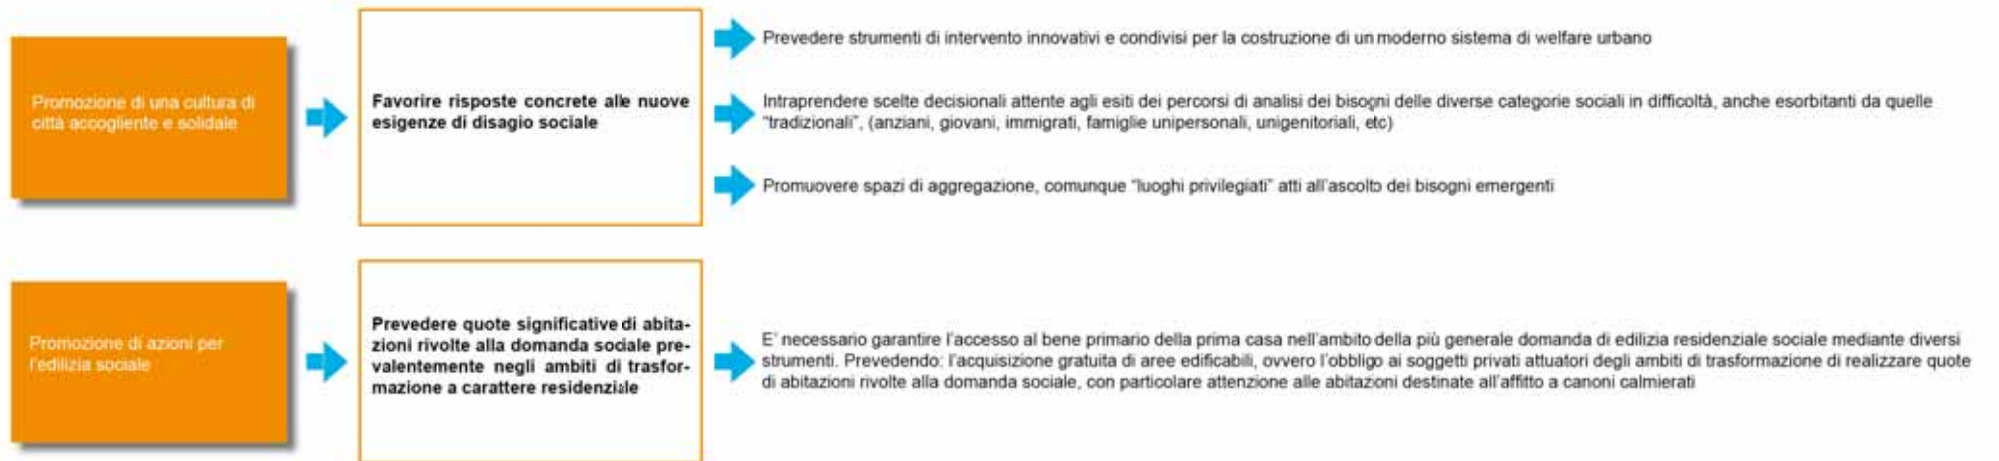 Promozione di una cultura di
città accogliente e solidale
Favorire risposte concrete alle nuove
esigenze di disagio sociale
Prevedere strumenti di intervento innovativi e condivisi per la costruzione di un moderno sistema di welfare urbano
Intraprendere scelte decisionali attente agli esiti dei percorsi di analisi dei bisogni delle diverse categorie sociali in difficoltà, anche esorbitanti da quelle
“tradizionali”, (anziani, giovani, immigrati, famiglie unipersonali, unigenitoriali, etc)
Promuovere spazi di aggregazione, comunque “luoghi privilegiati” atti all’ascolto dei bisogni emergenti
Promozione di azioni per
l’edilizia sociale
Prevedere quote significative di abita-
zioni rivolte alla domanda sociale pre-
valentemente negli ambiti di trasfor-
mazione a carattere residenziale
E’ necessario garantire l’accesso al bene primario della prima casa nell’ambito della più generale domanda di edilizia residenziale sociale mediante diversi
strumenti. Prevedendo: l’acquisizione gratuita di aree edificabili, ovvero l’obbligo ai soggetti privati attuatori degli ambiti di trasformazione di realizzare quote
di abitazioni rivolte alla domanda sociale, con particolare attenzione alle abitazioni destinate all’affitto a canoni calmierati